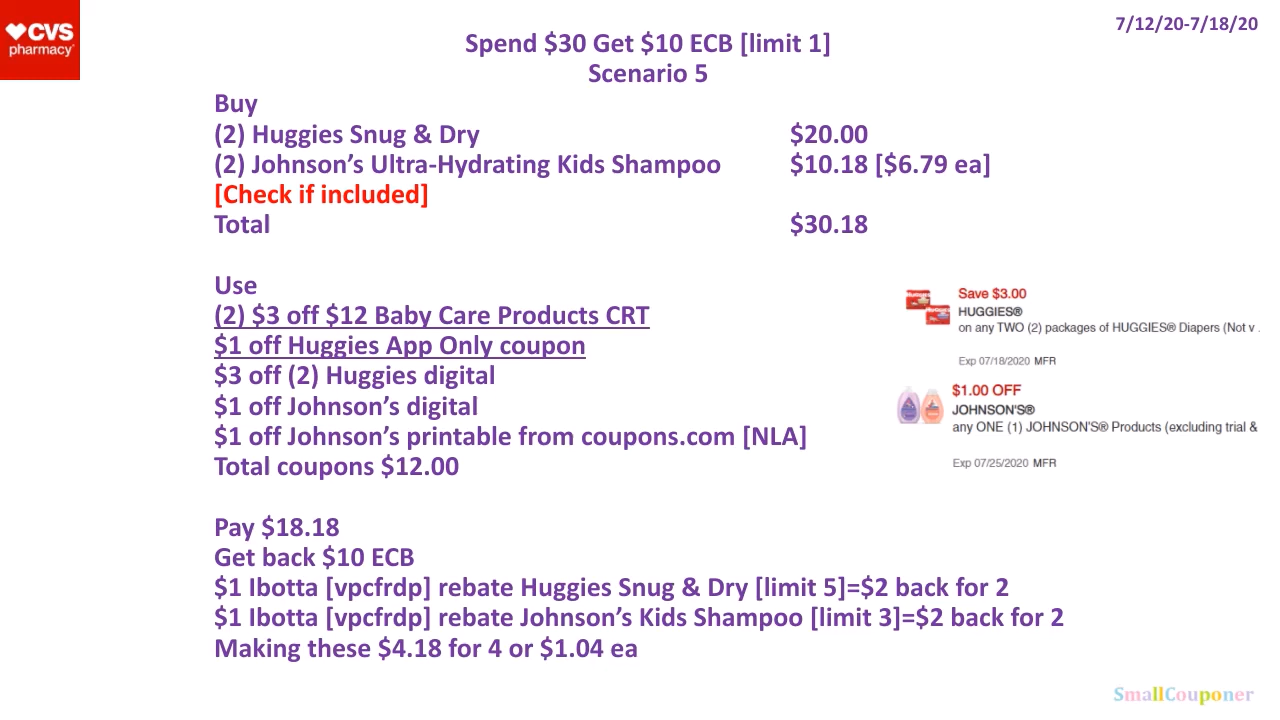 CVS
pharmacy
7/12/20-7/18/20
Spend $30 Get $10 ECB [limit 1]
Scenario 5
Buy
(2) Huggies Snug & Dry $20.00
(2) Johnson’s Ultra-Hydrating Kids Shampoo $10.18 [$6.79 ea]
[Check if included]
Total $30.18
Use
(2) $3 off $12 Baby Care Products CRT
$1 off Huggies App Only coupon
$3 off (2) Huggies digital
$1 off Johnson’s digital
$1 off Johnson’s printable from coupons.com [NLA]
Total coupons $12.00
Save $3.00
HUGGIES®
on any TWO (2) packages of HUGGIES® Diapers (Not v .
Exp 07/18/2020 MFR
$1.00 OFF
JOHNSON'S®
any ONE (1) JOHNSON'S® Products (excluding trial &
Exp 07/25/2020 MFR
Pay $18.18
Get back $10 ECB
$1 Ibotta [vpcfrdp] rebate Huggies Snug & Dry [limit 5]=$2 back for 2
$1 Ibotta [vpcfrdp] rebate Johnson’s Kids Shampoo [limit 3]=$2 back for 2
Making these $4.18 for 4 or $1.04 ea
SmallCouponer